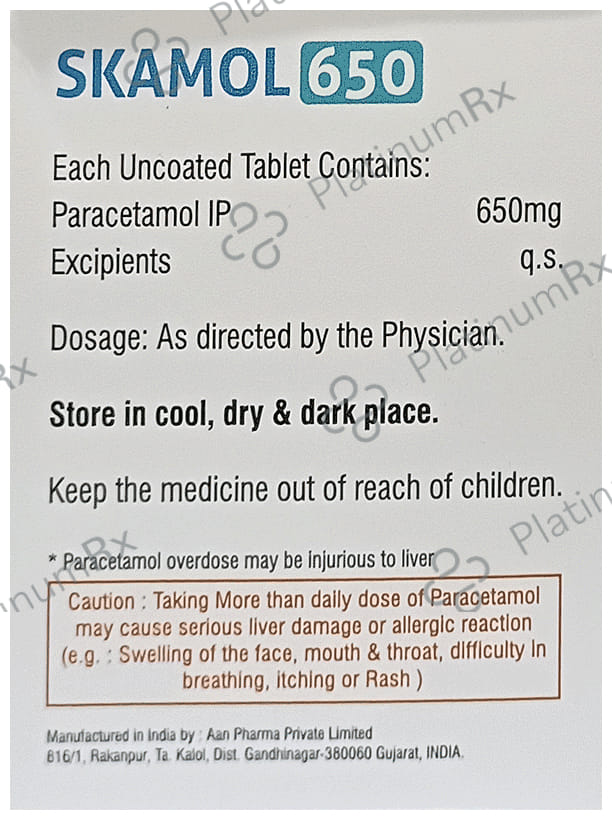 SKAMOL 650
Each Uncoated Tablet Contains:
Paracetamol IP 650mg
Excipients q.s.
Dosage: As directed by the Physician.
Store in cool, dry & dark place.
Keep the medicine out of reach of children.
* Paracetamol overdose may be injurious to liver
Caution : Taking More than daily dose of Paracetamol
may cause serious liver damage or allergic reaction
(e.g. : Swelling of the face, mouth & throat, difficulty in
breathing, itching or Rash )
Manufactured in India by : Aan Pharma Private Limited
816/1, Rakanpur, Ta. Kalol, Dist. Gandhinagar-380060 Gujarat, INDIA.
PlatinumRx
PlatinumRx